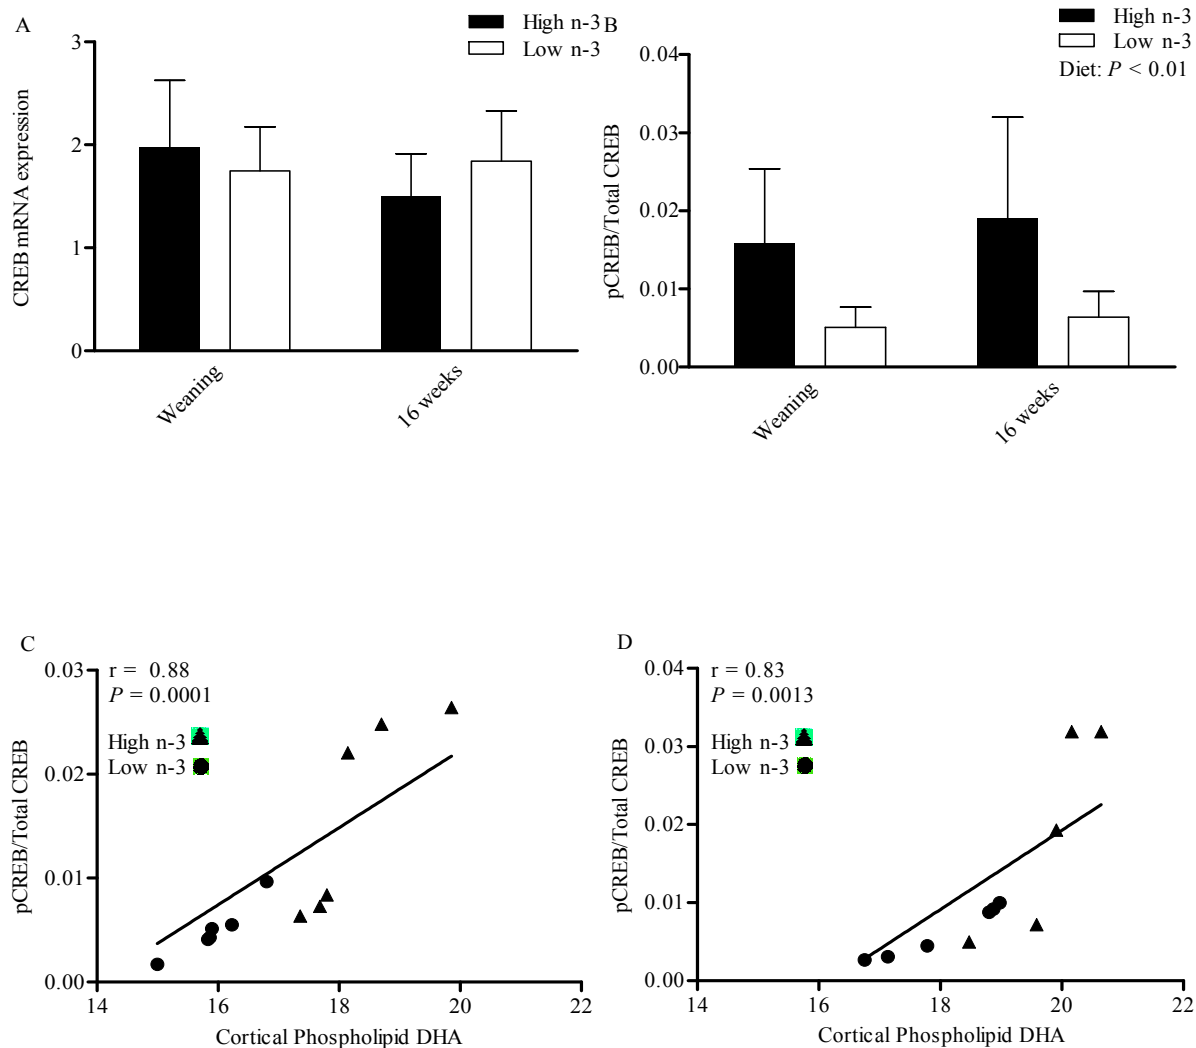 A
High n-3
Low n-3
3
2
1
0
CREB mRNA expression
Weaning
16 weeks
B
High n-3
Low n-3
Diet: P < 0.01
0.04
0.03
0.02
0.01
0.00
pCREB/Total CREB
Weaning
16 weeks
C
r = 0.88
P = 0.0001
High n-3
Low n-3
0.03
0.02
0.01
0.00
pCREB/Total CREB
14 16 18 20 22
Cortical Phospholipid DHA
D
r = 0.83
P = 0.0013
High n-3
Low n-3
0.04
0.03
0.02
0.01
0.00
pCREB/Total CREB
14 16 18 20 22
Cortical Phospholipid DHA